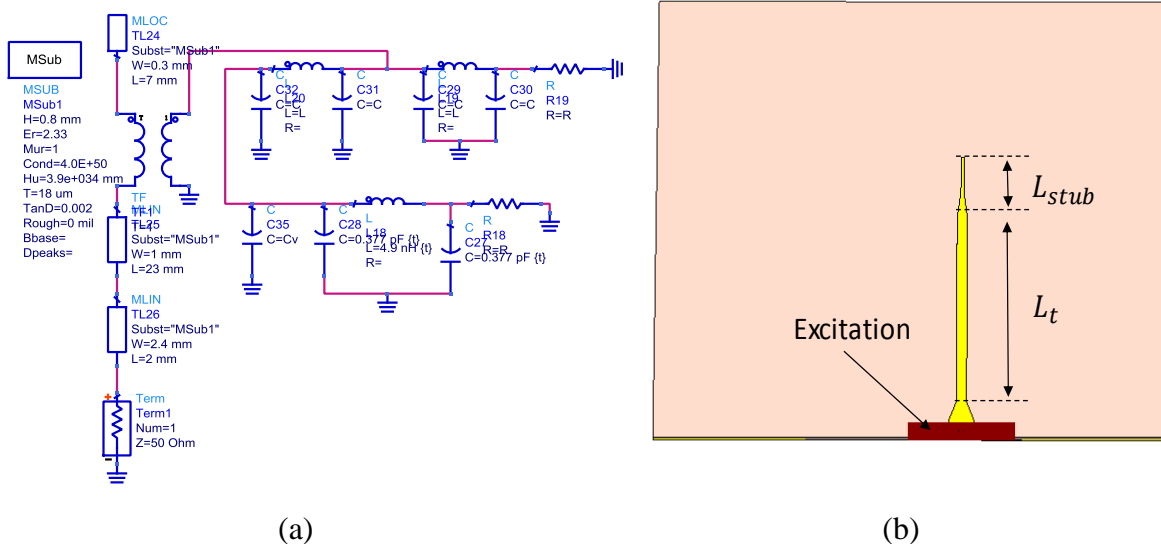 MSub
MSUB
MSub1
H=0.8 mm
Er=2.33
Mur=1
Cond=4.0E+50
Hu=3.9e+034 mm
T=18 um
TanD=0.002
Rough=0 mil
Bbase=
Dpeaks=
MLOC
TL24
Subst="MSub1"
W=0.3 mm
L=7 mm
TF
TF1
MLIN
TL25
Subst="MSub1"
W=1 mm
L=23 mm
MLIN
TL26
Subst="MSub1"
W=2.4 mm
L=2 mm
Term
Term1
Num=1
Z=50 Ohm
C
C32
C=C
L
L20
L=L
R=
C
C31
C=C
C
C29
C=C
L
L19
L=L
R=
C
C30
C=C
R
R19
R=R
C
C35
C=Cv
C
C28
C=0.377 pF {t}
L
L18
L=4.9 nH {t}
R=
C
C27
C=0.377 pF {t}
R
R18
R=R
Excitation
L_stub
L_t
(a)
(b)